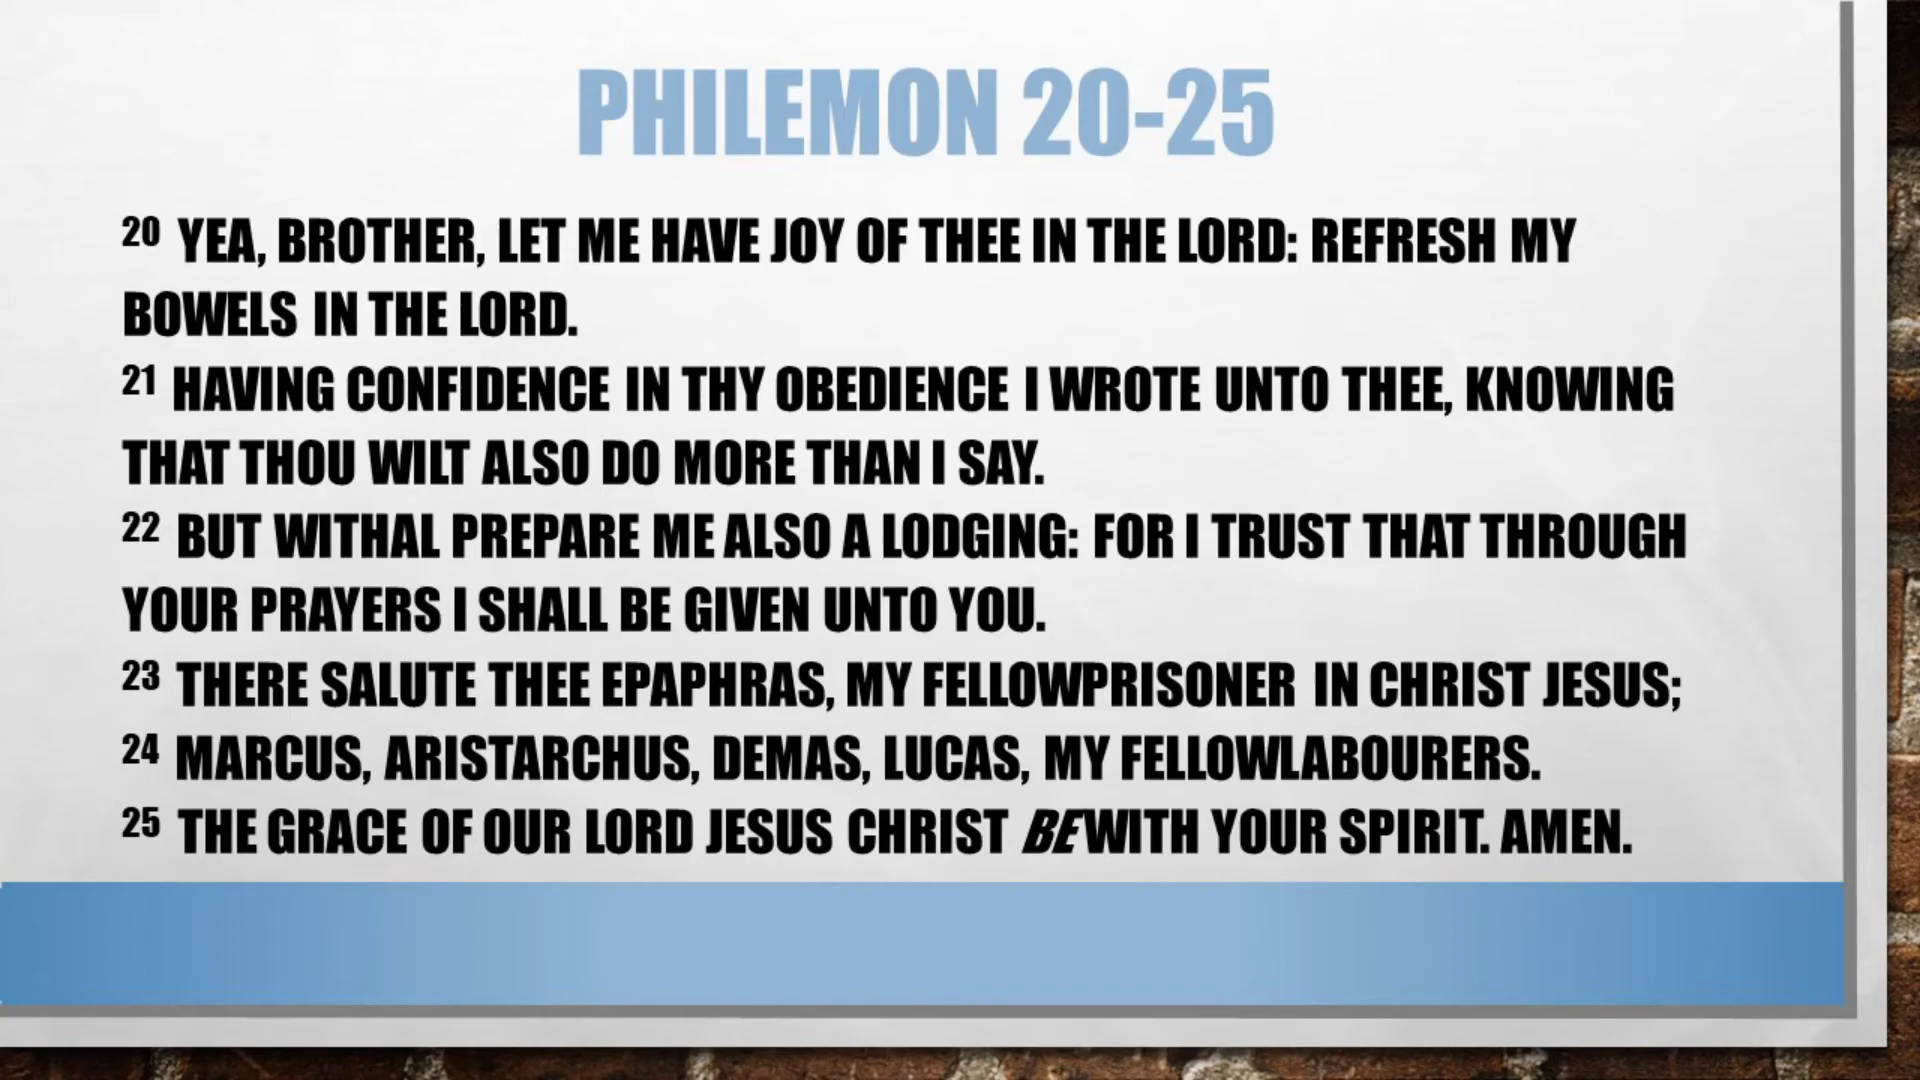 PHILEMON 20-25
20 YEA, BROTHER, LET ME HAVE JOY OF THEE IN THE LORD: REFRESH MY
BOWELS IN THE LORD.
21 HAVING CONFIDENCE IN THY OBEDIENCE I WROTE UNTO THEE, KNOWING
THAT THOU WILT ALSO DO MORE THAN I SAY.
22 BUT WITHAL PREPARE ME ALSO A LODGING: FOR I TRUST THAT THROUGH
YOUR PRAYERS I SHALL BE GIVEN UNTO YOU.
23 THERE SALUTE THEE EPAPHRAS, MY FELLOWPRISONER IN CHRIST JESUS;
24 MARCUS, ARISTARCHUS, DEMAS, LUCAS, MY FELLOWLABOURERS.
25 THE GRACE OF OUR LORD JESUS CHRIST BE WITH YOUR SPIRIT. AMEN.